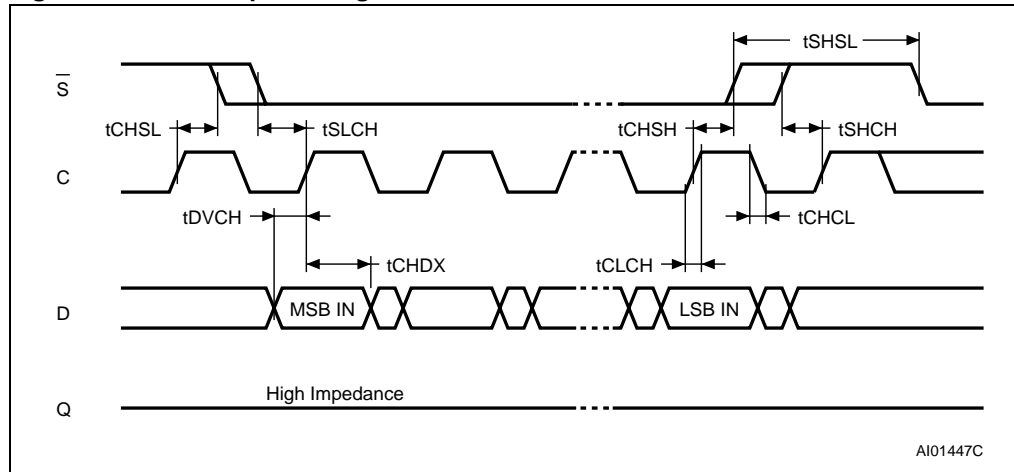 tSHSL
S
tCHSL
tSLCH
tCHSH
tSHCH
C
tDVCH
tCHCL
tCHDX
tCLCH
D
MSB IN
LSB IN
High Impedance
Q
AI01447C